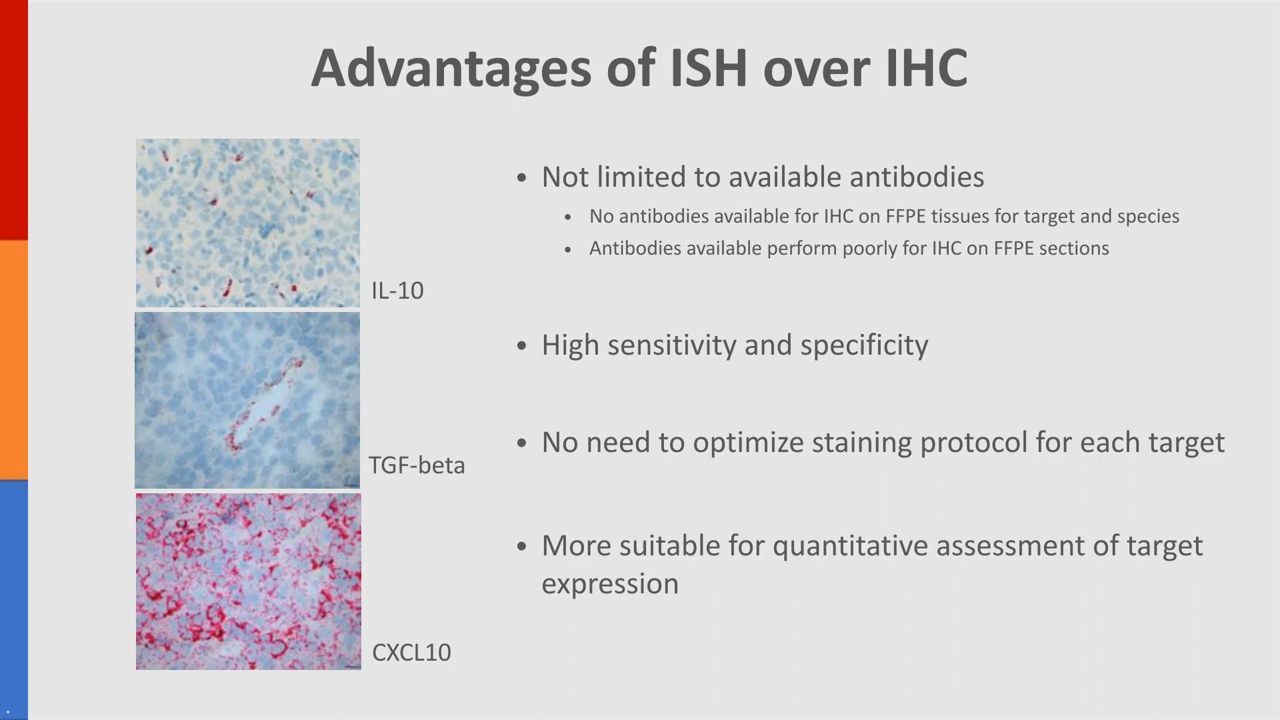 Advantages of ISH over IHC
IL-10
TGF-beta
CXCL10
• Not limited to available antibodies
• No antibodies available for IHC on FFPE tissues for target and species
• Antibodies available perform poorly for IHC on FFPE sections
• High sensitivity and specificity
• No need to optimize staining protocol for each target
• More suitable for quantitative assessment of target
expression